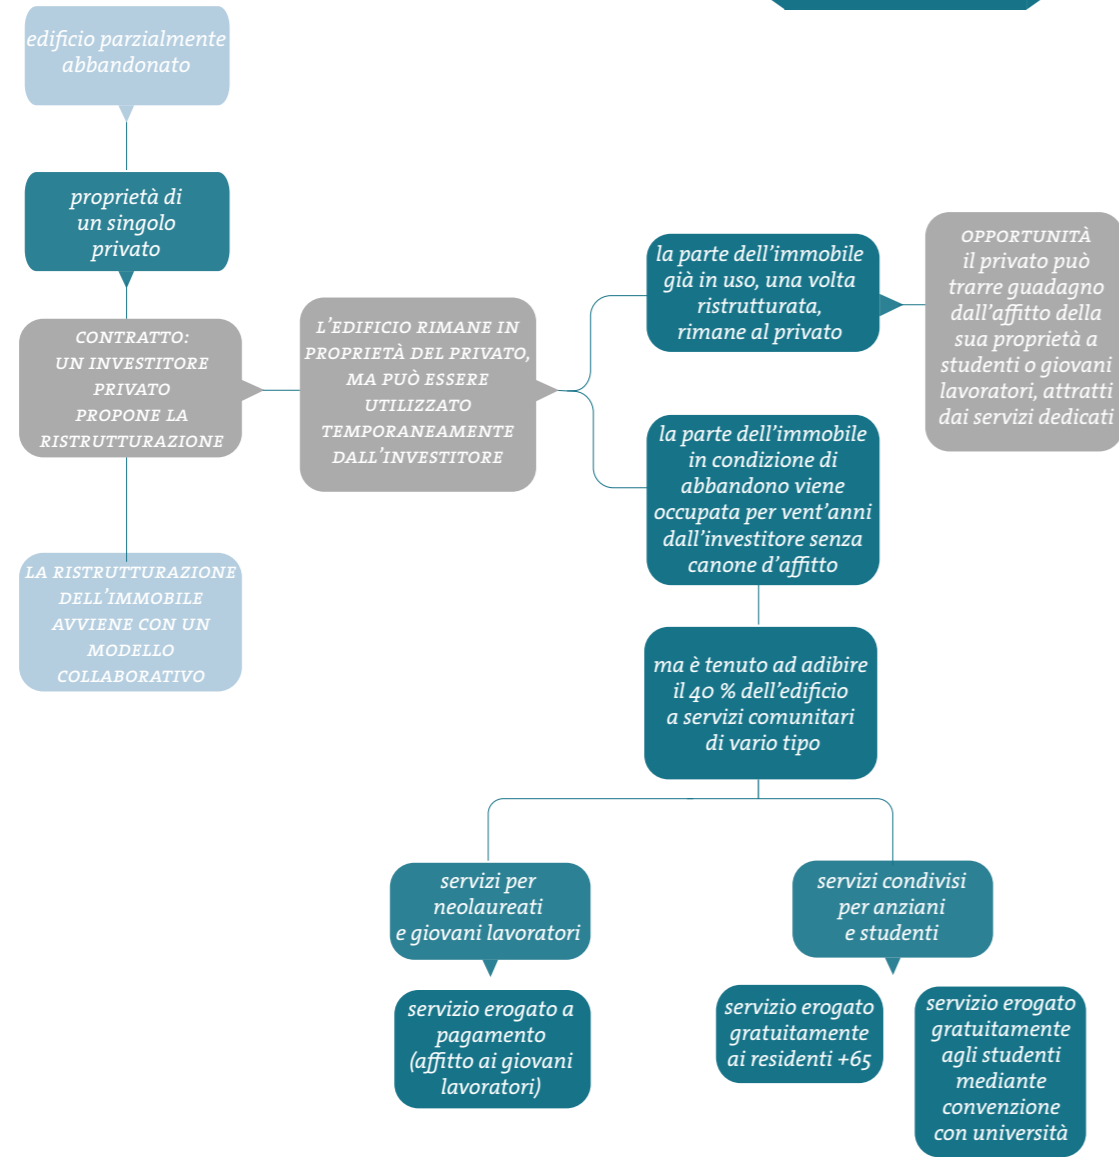 edificio parzialmente
abbandonato
proprietà di
un singolo
privato
CONTRATTO:
UN INVESTITORE
PRIVATO
PROPONE LA
RISTRUTTURAZIONE
LA RISTRUTTURAZIONE
DELL'IMMOBILE
AVVIENE CON UN
MODELLO
COLLABORATIVO
L'EDIFICIO RIMANE IN
PROPRIETÀ DEL PRIVATO,
MA PUÒ ESSERE
UTILIZZATO
TEMPORANEAMENTE
DALL'INVESTITORE
la parte dell'immobile
già in uso, una volta
ristrutturata,
rimane al privato
OPPORTUNITÀ
il privato può
trarre guadagno
dall'affitto della
sua proprietà a
studenti o giovani
lavoratori, attratti
dai servizi dedicati
la parte dell'immobile
in condizione di
abbandono viene
occupata per vent'anni
dall'investitore senza
canone d'affitto
ma è tenuto ad adibire
il 40 % dell'edificio
a servizi comunitari
di vario tipo
servizi per
neolaureati
e giovani lavoratori
servizio erogato a
pagamento
(affitto ai giovani
lavoratori)
servizi condivisi
per anziani
e studenti
servizio erogato
gratuitamente
ai residenti +65
servizio erogato
gratuitamente
agli studenti
mediante
convenzione
con università